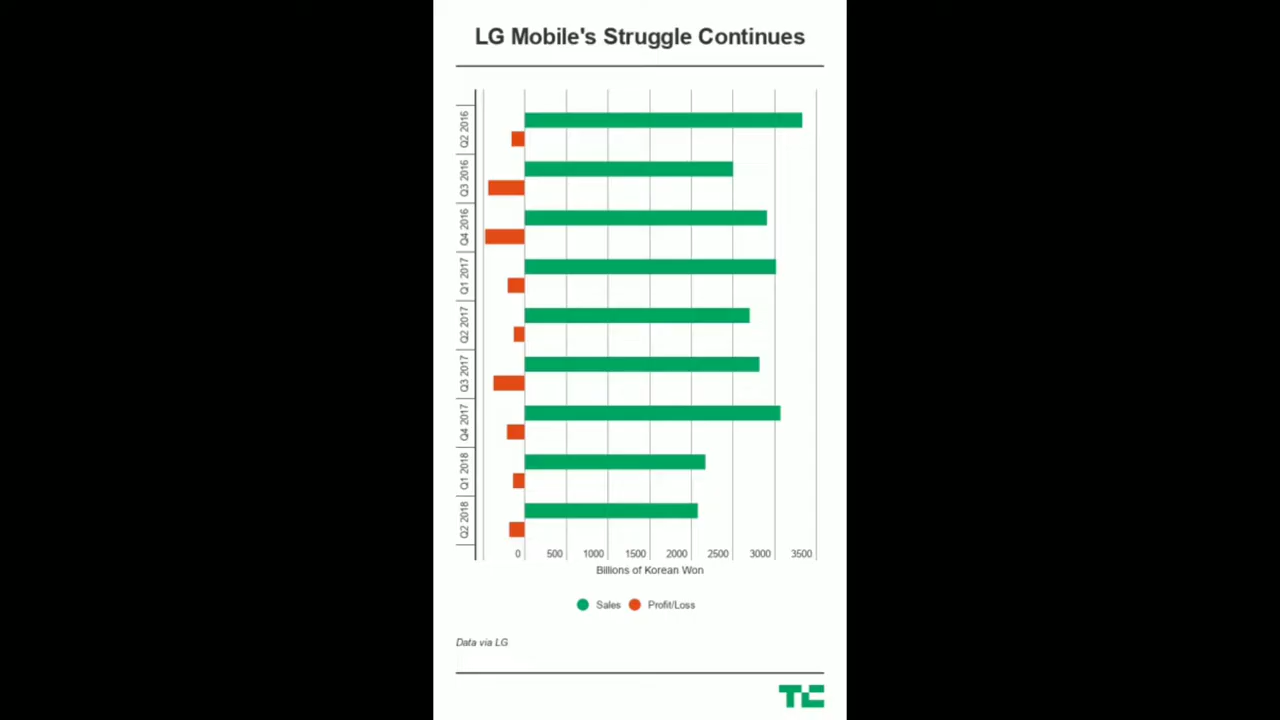 LG Mobile's Struggle Continues
Q2 2016
Q3 2016
Q4 2016
Q1 2017
Q2 2017
Q3 2017
Q4 2017
Q1 2018
Q2 2018
0 500 1000 1500 2000 2500 3000 3500
Billions of Korean Won
Sales Profit/Loss
Data via LG
TC